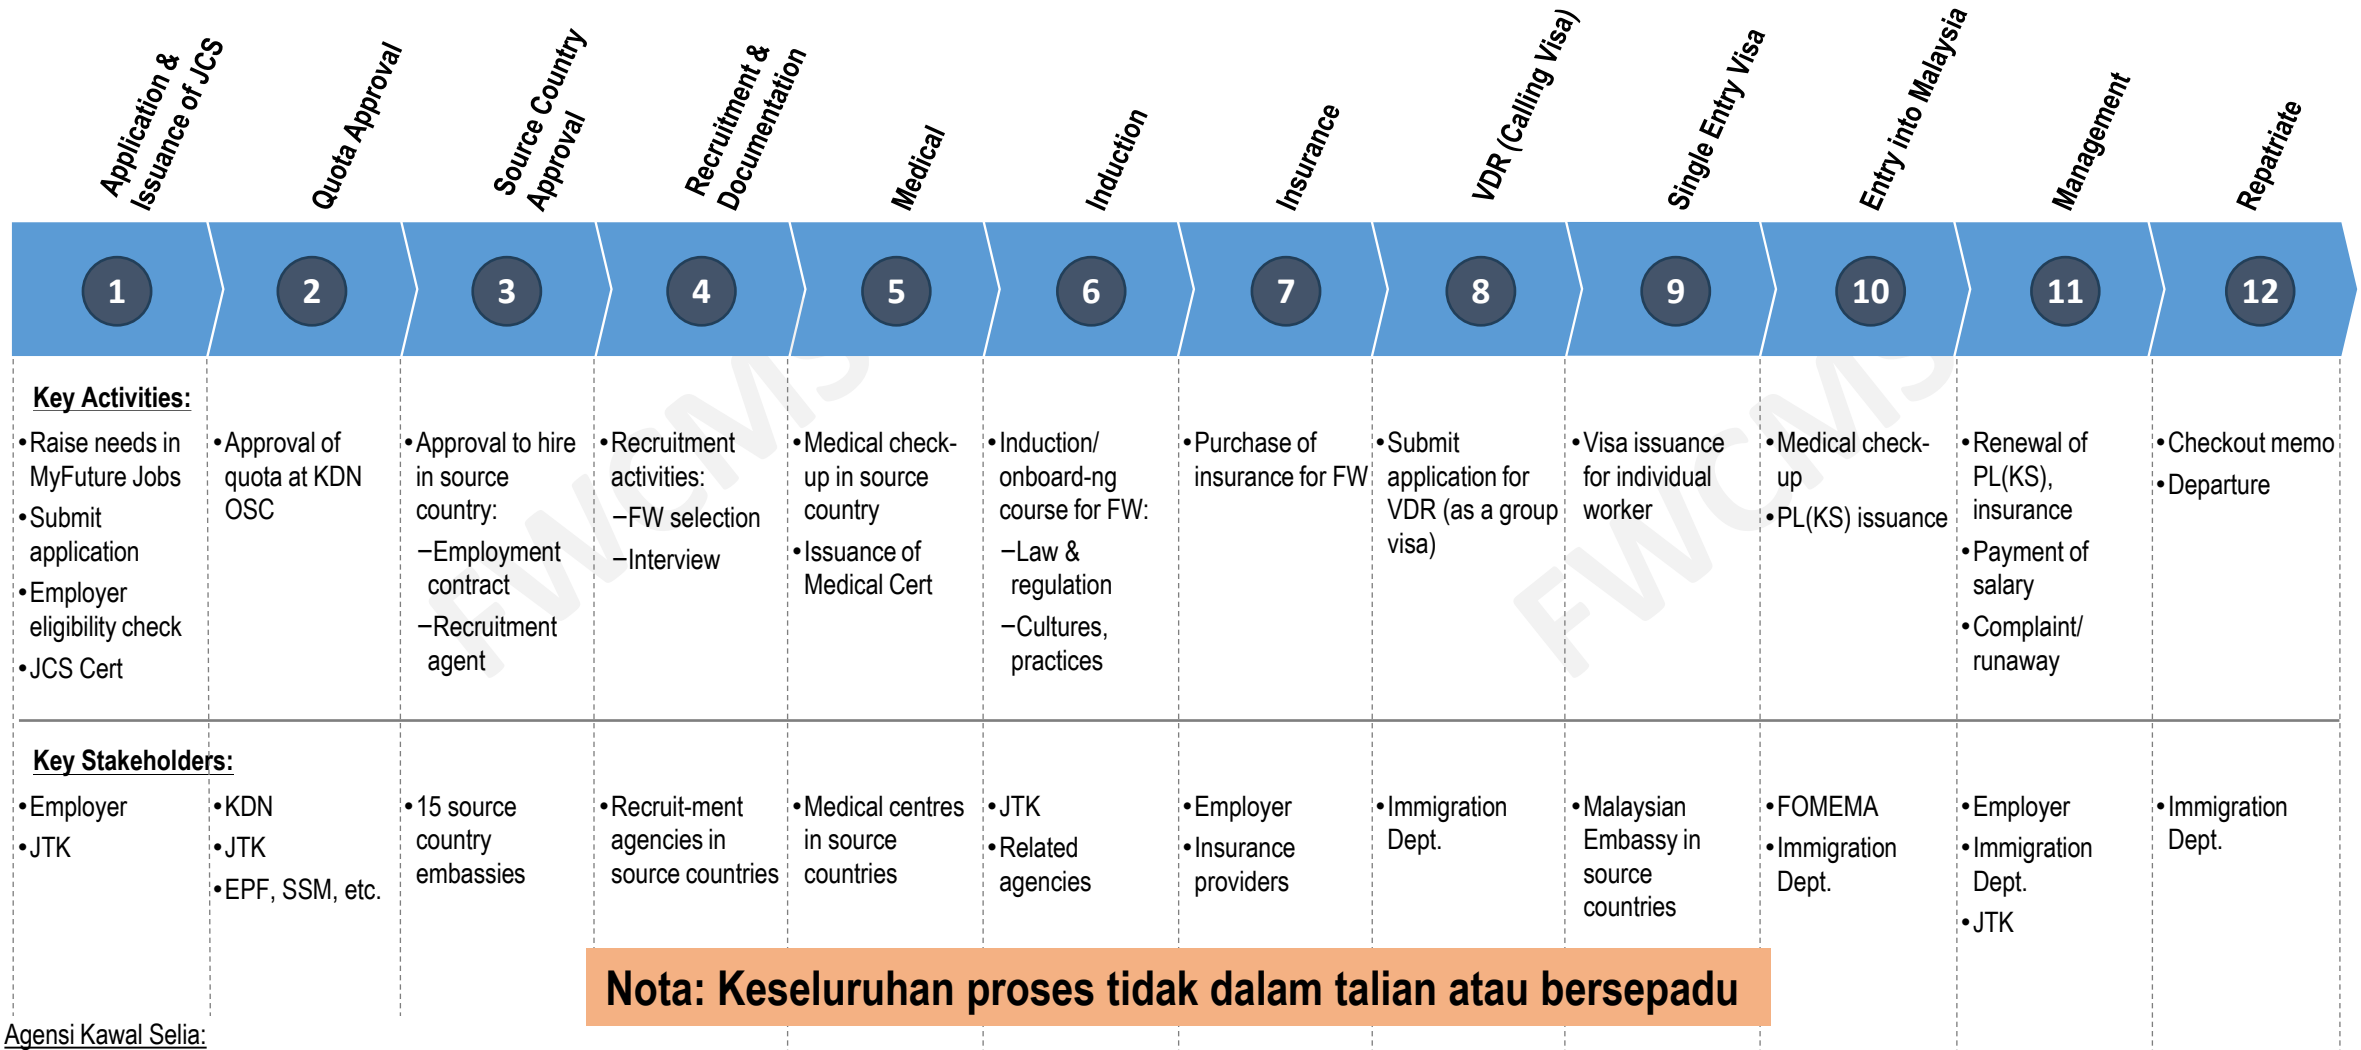 Application &
Issuance of JCS
Quota Approval
Source Country
Approval
Recruitment &
Documentation
Medical
Induction
Insurance
VDR (Calling Visa)
Single Entry Visa
Entry into Malaysia
Management
Repatriate
1
2
3
4
5
6
7
8
9
10
11
12
Key Activities:
•Raise needs in
MyFuture Jobs
•Submit
application
•Employer
eligibility check
•JCS Cert
•Approval of
quota at KDN
OSC
•Approval to hire
in source
country:
–Employment
contract
–Recruitment
agent
•Recruitment
activities:
–FW selection
–Interview
•Medical check-
up in source
country
•Issuance of
Medical Cert
•Induction/
onboard-ng
course for FW:
–Law &
regulation
–Cultures,
practices
•Purchase of
insurance for FW
•Submit
application for
VDR (as a group
visa)
•Visa issuance
for individual
worker
•Medical check-
up
•PL(KS) issuance
•Renewal of
PL(KS),
insurance
•Payment of
salary
•Complaint/
runaway
•Checkout memo
•Departure
FWCMS
FWCMS
Key Stakeholders:
•Employer
•JTK
•KDN
•JTK
•EPF, SSM, etc.
•15 source
country
embassies
•Recruit-ment
agencies in
source countries
•Medical centres
in source
countries
•JTK
•Related
agencies
•Employer
•Insurance
providers
•Immigration
Dept.
•Malaysian
Embassy in
source
countries
•FOMEMA
•Immigration
Dept.
•Employer
•Immigration
Dept.
•JTK
•Immigration
Dept.
Nota: Keseluruhan proses tidak dalam talian atau bersepadu
Agensi Kawal Selia: